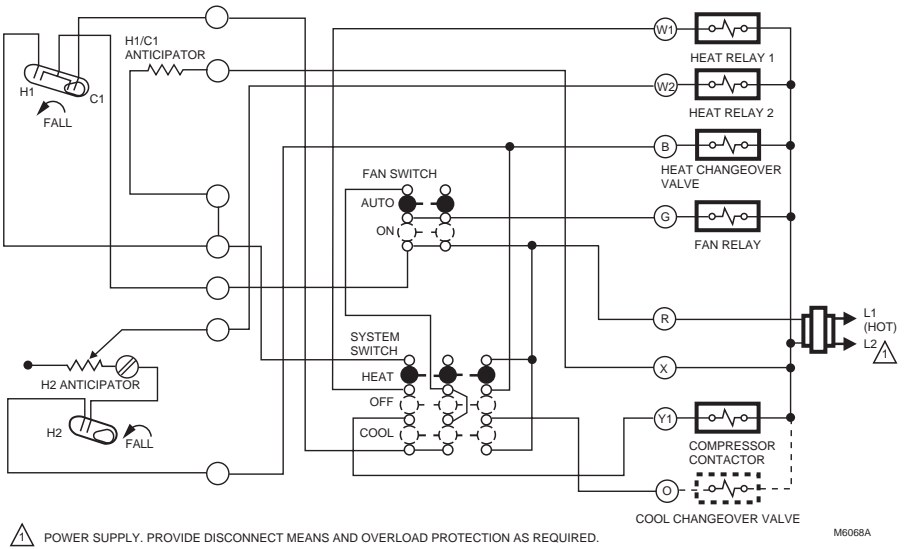 H1/C1
ANTICIPATOR
H1
C1
FALL
W1
HEAT RELAY 1
W2
HEAT RELAY 2
B
HEAT CHANGEOVER
VALVE
FAN SWITCH
AUTO
ON
G
FAN RELAY
R
L1
(HOT)
L2
1
SYSTEM
SWITCH
HEAT
OFF
COOL
X
H2 ANTICIPATOR
H2
FALL
Y1
COMPRESSOR
CONTACTOR
O
COOL CHANGEOVER VALVE
1 POWER SUPPLY. PROVIDE DISCONNECT MEANS AND OVERLOAD PROTECTION AS REQUIRED.
M6068A